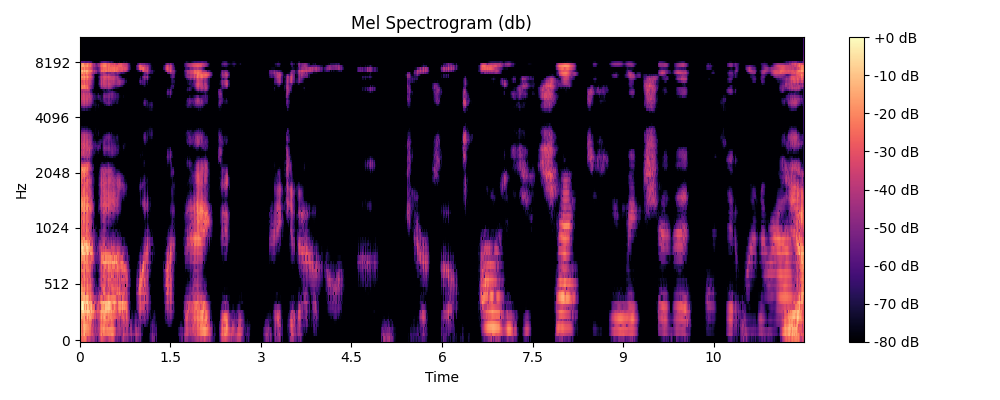 Mel Spectrogram (db)
8192
4096
2048
1024
512
0
Hz
0 1.5 3 4.5 6 7.5 9 10
Time
+0 dB
-10 dB
-20 dB
-30 dB
-40 dB
-50 dB
-60 dB
-70 dB
-80 dB